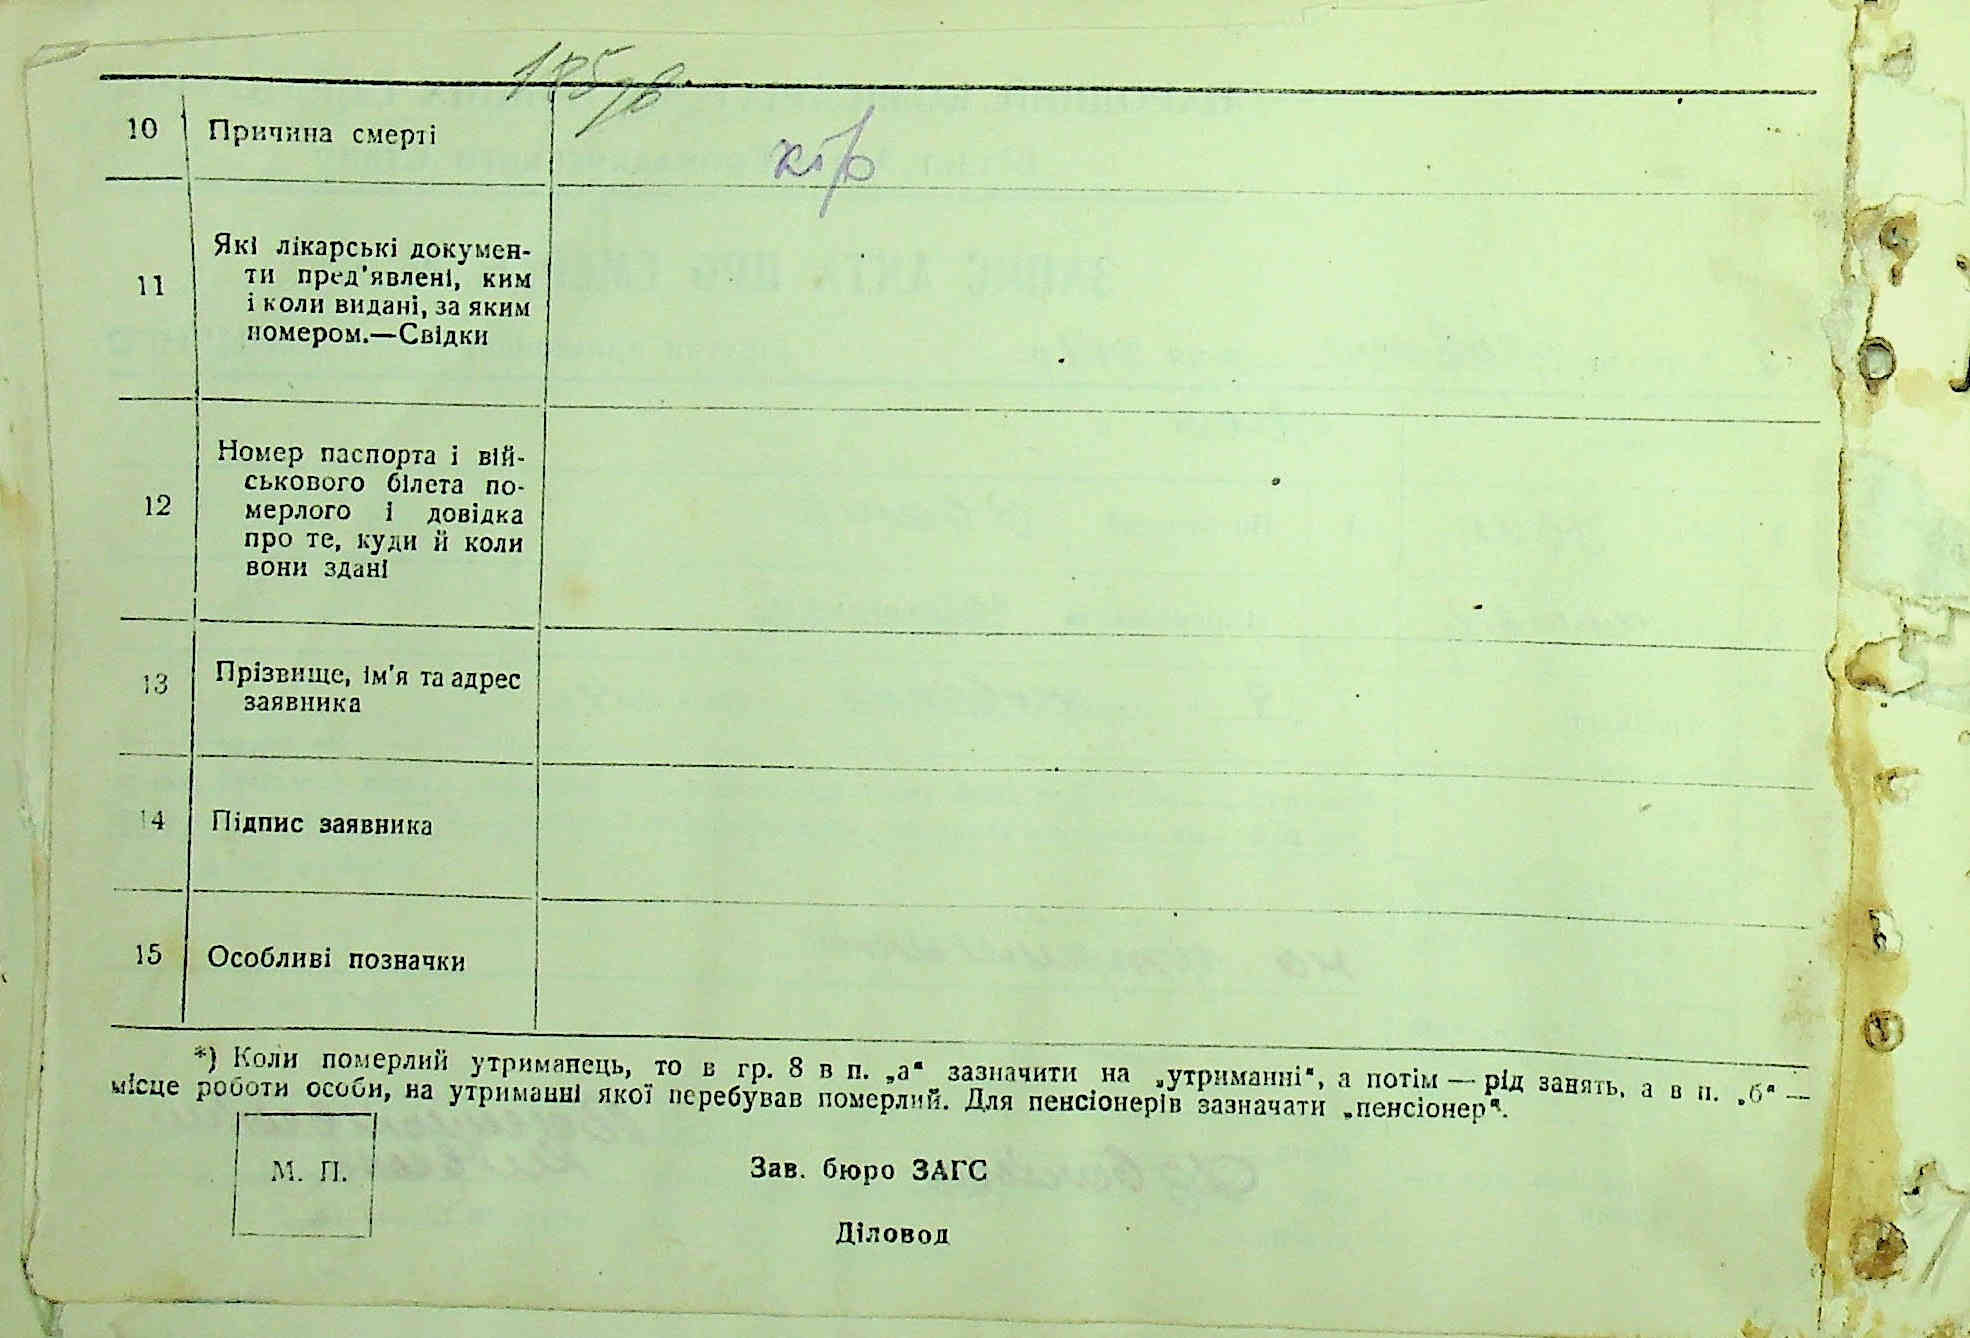 185 зв.
10 Причина смерті кір
11 Які лікарські докумен-
ти пред'явлені, ким
і коли видані, за яким
номером.—Свідки
12 Номер паспорта і вій-
ськового білета по-
мерлого і довідка
про те, куди й коли
вони здані
13 Прізвище, ім'я та адрес
заявника
14 Підпис заявника
15 Особливі позначки
*) Коли померлий утриманець, то в гр. 8 в п. „а“ зазначити на „утриманні“, а потім — рід занять, а в п. „б“ —
місце роботи особи, на утриманні якої перебував померлий. Для пенсіонерів зазначати „пенсіонер“.
М. П.
Зав. бюро ЗАГС
Діловод